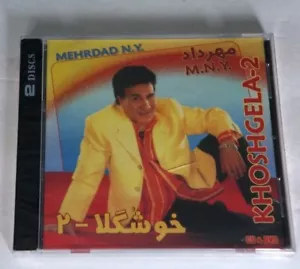 2 DISCS
MEHRDAD N.Y.
مهرداد
M.N.Y.
KHOSHGELA-2
خوشگلا - ۲